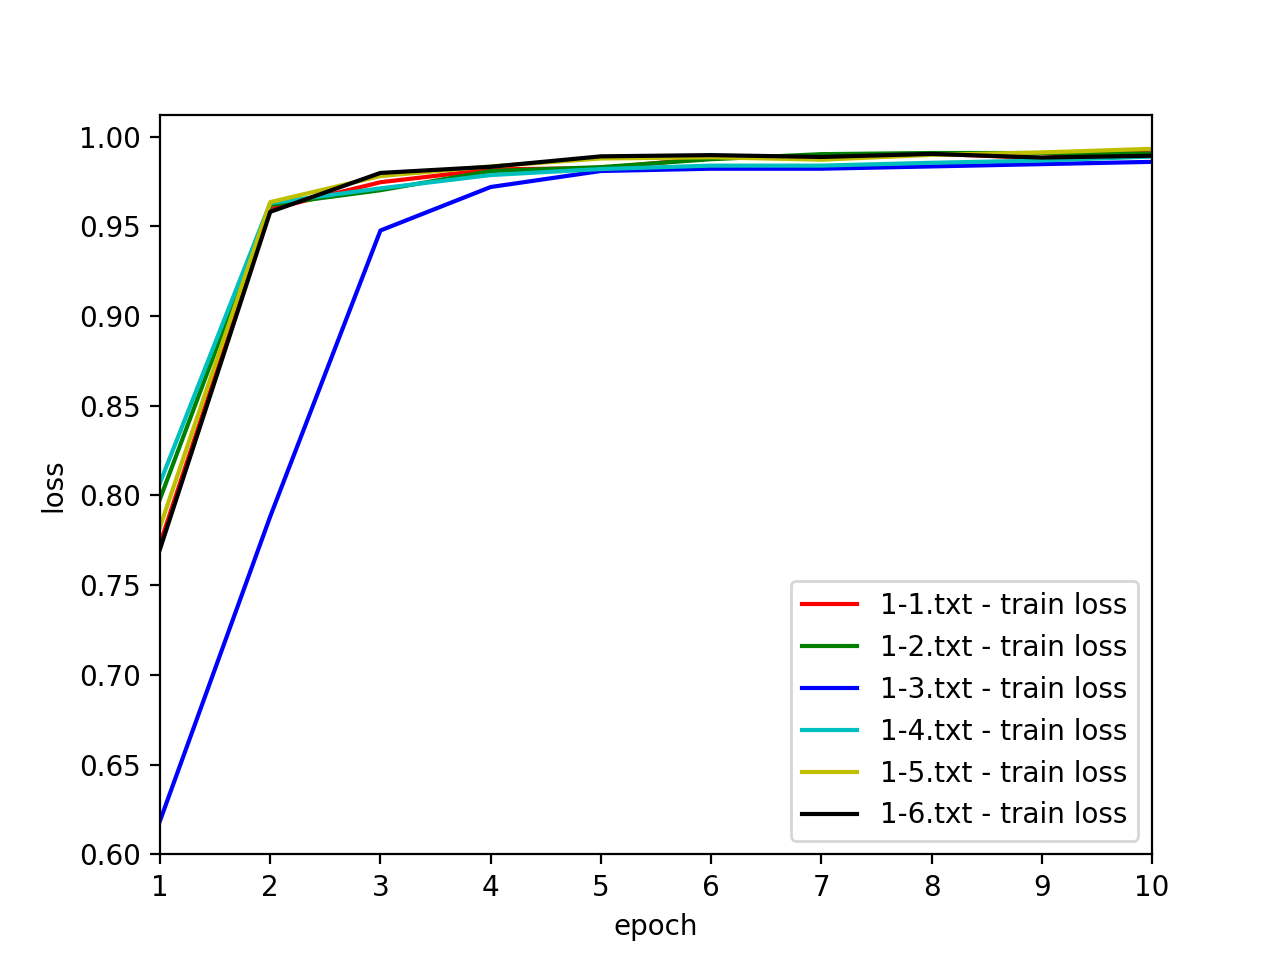 1.00
0.95
0.90
0.85
0.80
0.75
0.70
0.65
0.60
loss
1-1.txt - train loss
1-2.txt - train loss
1-3.txt - train loss
1-4.txt - train loss
1-5.txt - train loss
1-6.txt - train loss
1 2 3 4 5 6 7 8 9 10
epoch